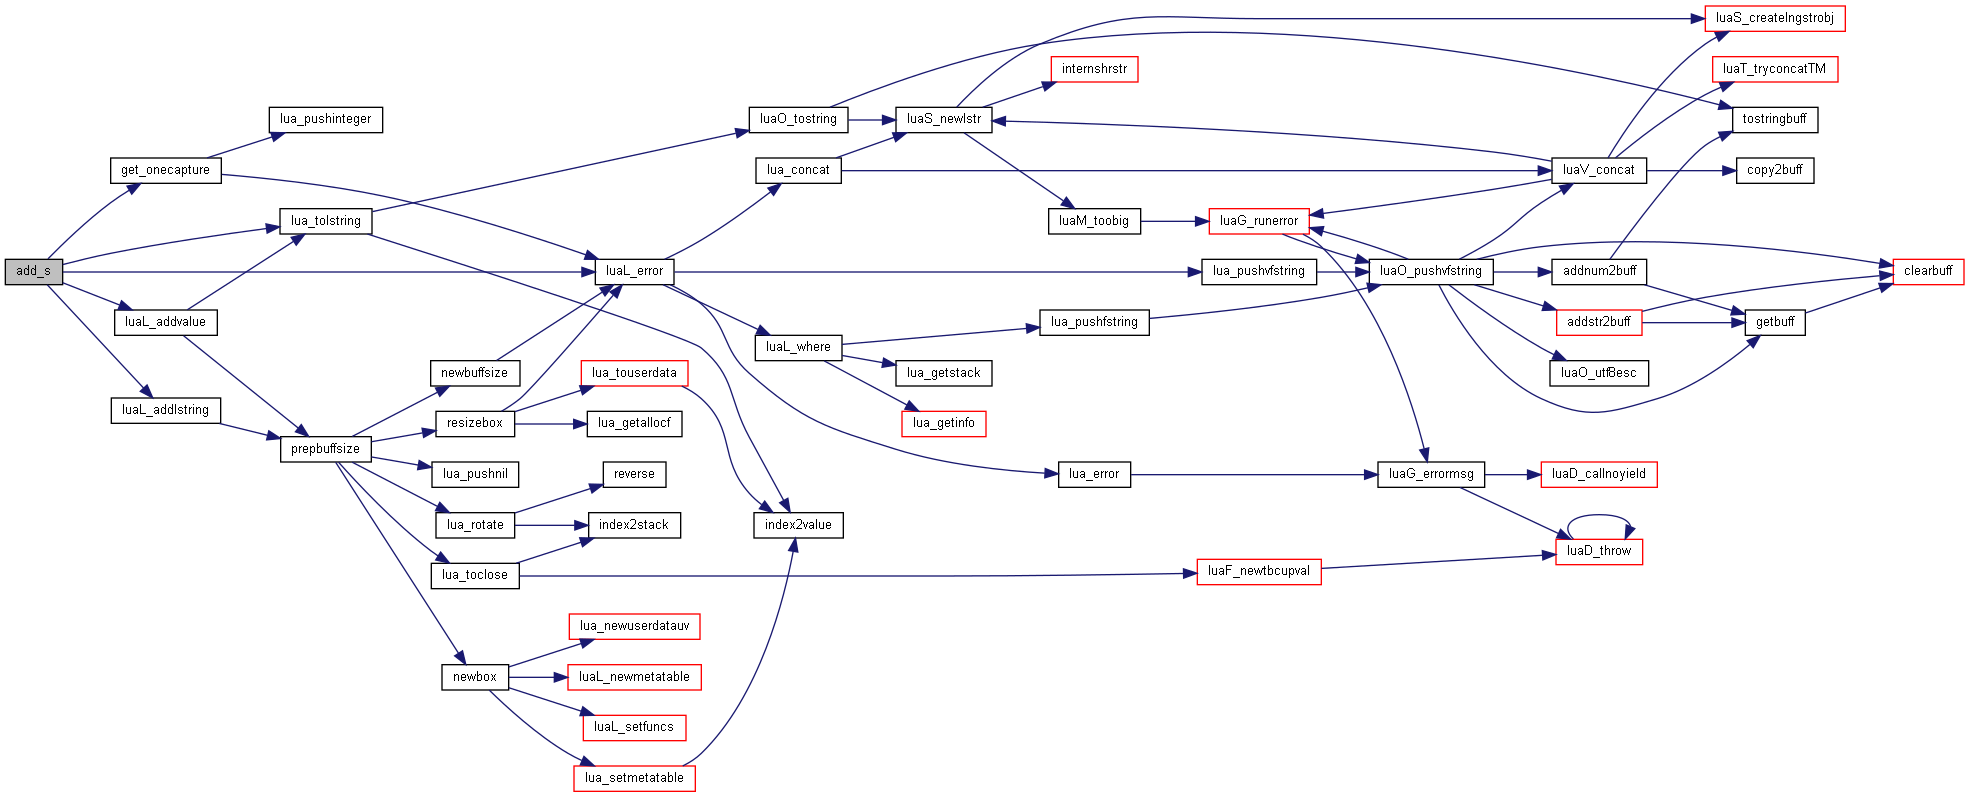 add_s
get_onecapture
lua_pushinteger
lua_tolstring
luaL_addvalue
luaL_addlstring
prepbuffsize
newbuffsize
resizebox
lua_pushnil
lua_rotate
lua_toclose
newbox
luaL_error
lua_touserdata
lua_getallocf
reverse
index2stack
lua_newuserdatauv
luaL_newmetatable
luaL_setfuncs
lua_setmetatable
luaO_tostring
lua_concat
luaL_where
index2value
luaS_newlstr
lua_getstack
lua_getinfo
internshrstr
luaM_toobig
lua_pushfstring
lua_error
luaG_runerror
lua_pushvfstring
luaF_newtbcupval
luaO_pushvfstring
luaG_errormsg
luaV_concat
addnum2buff
addstr2buff
luaO_utf8esc
luaD_callnoyield
luaD_throw
luaS_createlngstrobj
luaT_tryconcatTM
tostringbuff
copy2buff
getbuff
clearbuff